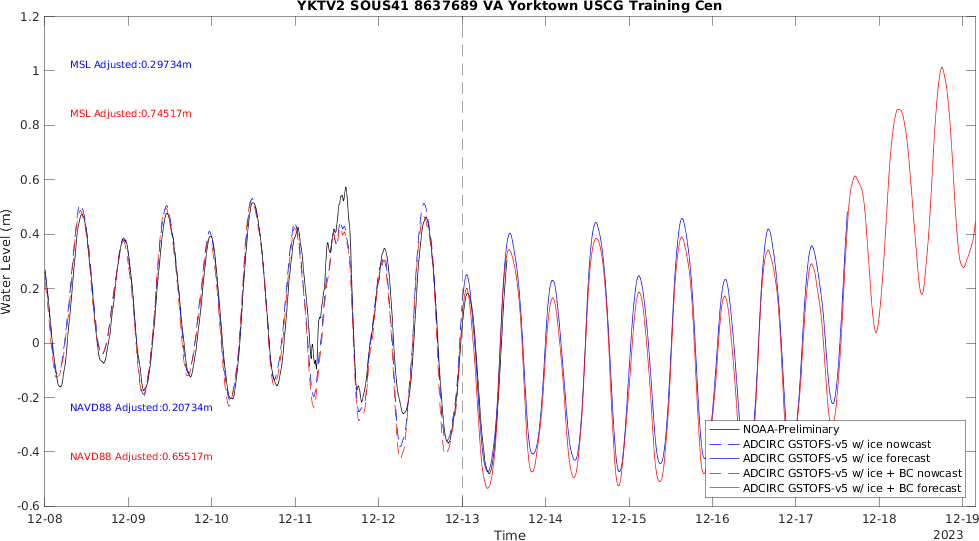 YKTV2 SOUS41 8637689 VA Yorktown USCG Training Cen
Water Level (m)
1.2
1
0.8
0.6
0.4
0.2
0
-0.2
-0.4
-0.6
MSL Adjusted:0.29734m
MSL Adjusted:0.74517m
NAVD88 Adjusted:0.20734m
NAVD88 Adjusted:0.65517m
NOAA-Preliminary
ADCIRC GSTOFS-v5 w/ ice nowcast
ADCIRC GSTOFS-v5 w/ ice forecast
ADCIRC GSTOFS-v5 w/ ice + BC nowcast
ADCIRC GSTOFS-v5 w/ ice + BC forecast
12-08 12-09 12-10 12-11 12-12 12-13 12-14 12-15 12-16 12-17 12-18 12-19
2023
Time